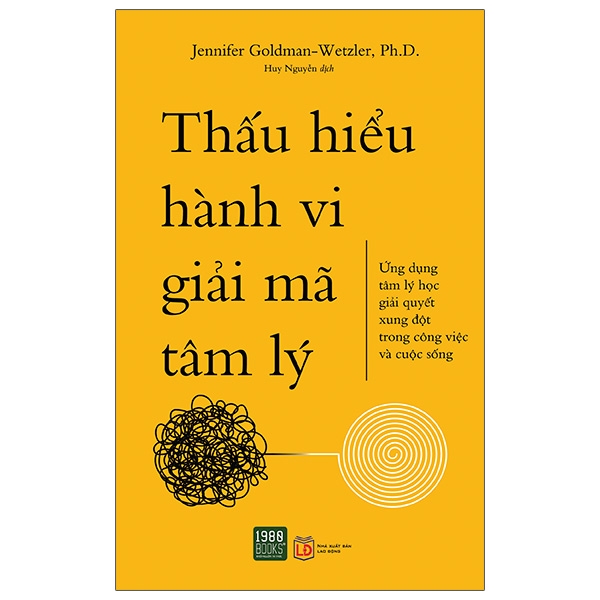 Jennifer Goldman-Wetzler, Ph.D.
Huy Nguyễn dịch
Thấu hiểu
hành vi
giải mã
tâm lý
Ứng dụng
tâm lý học
giải quyết
xung đột
trong công việc
và cuộc sống
1980
BOOKS
LĐ
NHÀ XUẤT BẢN
LAO ĐỘNG